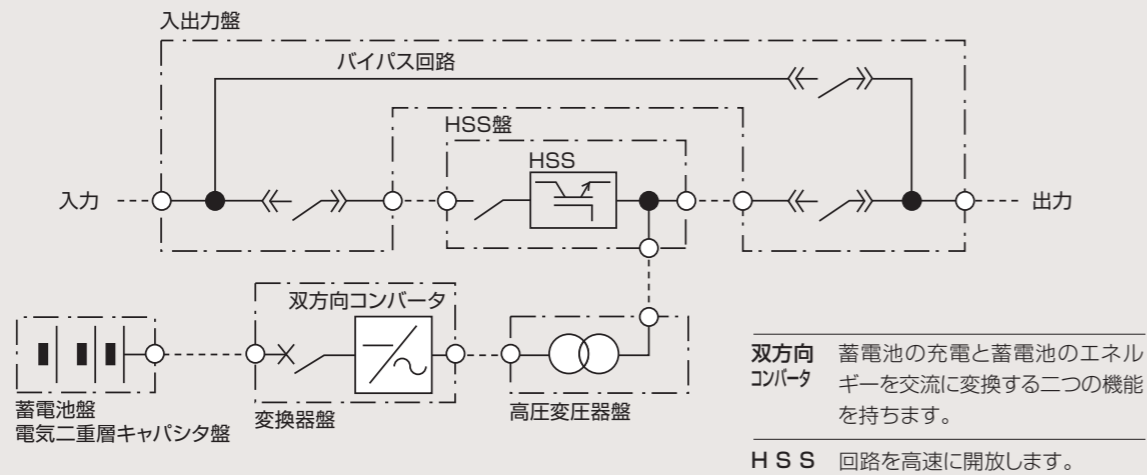 入出力盤
バイパス回路
HSS盤
HSS
入力
出力
双方向コンバータ
蓄電池盤
電気二重層キャパシタ盤
変換器盤
高圧変圧器盤
双方向
コンバータ
蓄電池の充電と蓄電池のエネル
ギーを交流に変換する二つの機能
を持ちます。
HSS 回路を高速に開放します。